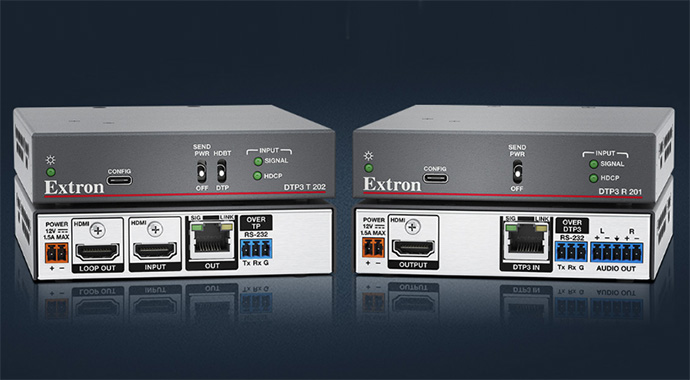 SEND
PWR
HDBT
OFF
DTP
INPUT
SIGNAL
HDCP
CONFIG
Extron
DTP3 T 202
POWER
12V
1.5A MAX
+ −
HDMI
LOOP OUT
HDMI
INPUT
SIG LINK
OUT
OVER
TP
RS-232
Tx Rx G
SEND
PWR
OFF
INPUT
SIGNAL
HDCP
CONFIG
Extron
DTP3 R 201
POWER
12V
1.5A MAX
+ −
HDMI
OUTPUT
SIG LINK
DTP3 IN
OVER
DTP3
RS-232
Tx Rx G
L R
+ − − +
AUDIO OUT